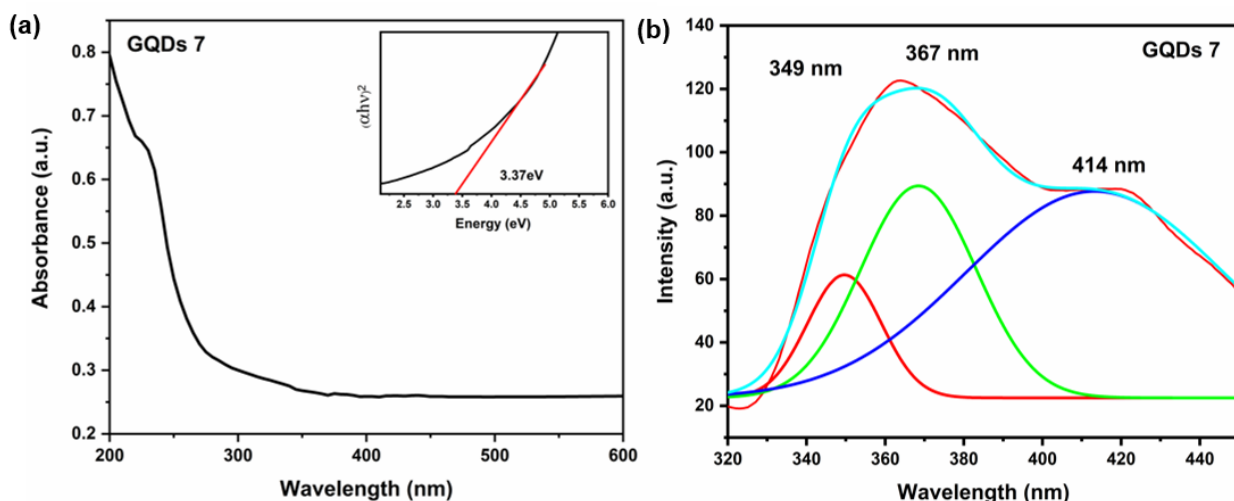 (a)
GQDs 7
Absorbance (a.u.)
0.8
0.7
0.6
0.5
0.4
0.3
0.2
200 300 400 500 600
Wavelength (nm)
(αhν)²
3.37eV
2.5 3.0 3.5 4.0 4.5 5.0 5.5 6.0
Energy (eV)
(b)
GQDs 7
349 nm
367 nm
414 nm
Intensity (a.u.)
140
120
100
80
60
40
20
320 340 360 380 400 420 440
Wavelength (nm)